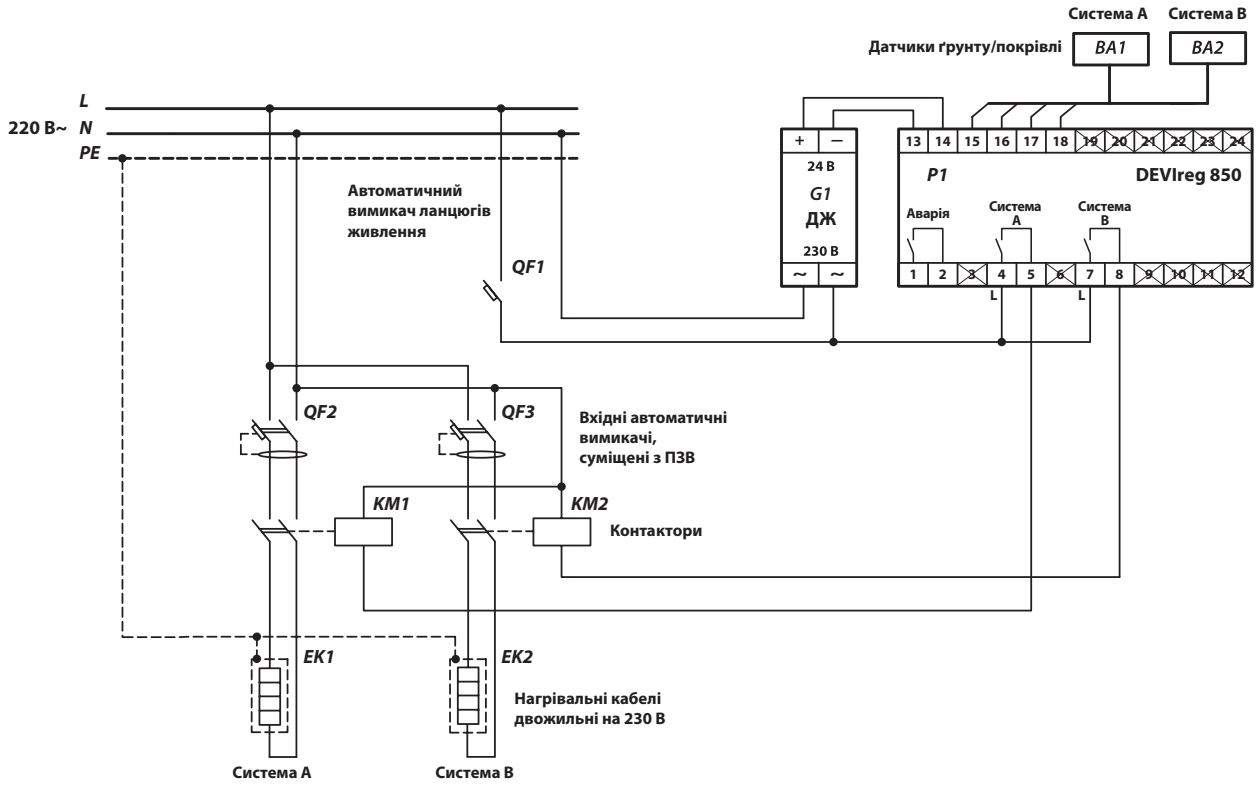 Система А Система В
Датчики ґрунту/покрівлі BA1 BA2
L
220 В~ N
PE
+ − 13 14 15 16 17 18 19 20 21 22 23 24
24 В
G1
ДЖ
230 В
~ ~
P1 DEVIreg 850
Аварія
Система
А
Система
В
1 2 3 4 5 6 7 8 9 10 11 12
L L
Автоматичний
вимикач ланцюгів
живлення
QF1
QF2 QF3
Вхідні автоматичні
вимикачі,
суміщені з ПЗВ
KM1 KM2
Контактори
EK1 EK2
Нагрівальні кабелі
двожильні на 230 В
Система А Система В